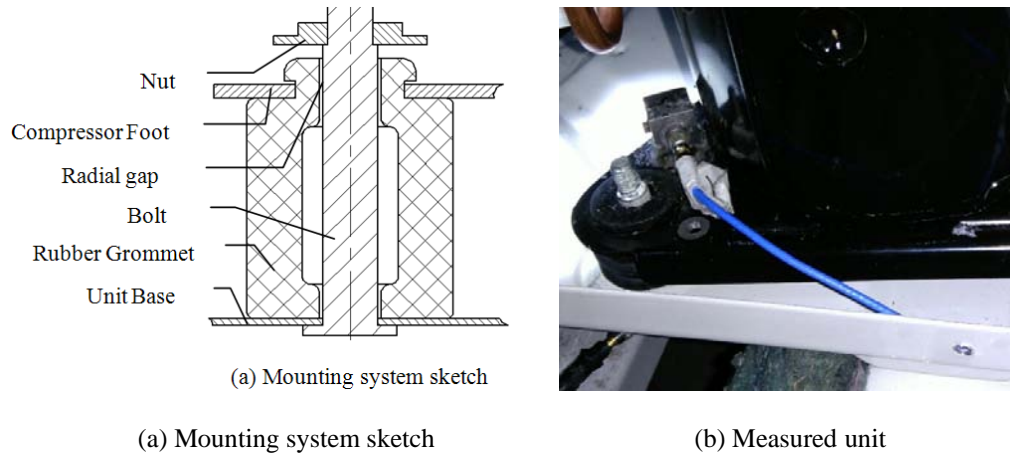 Nut
Compressor Foot
Radial gap
Bolt
Rubber Grommet
Unit Base
(a) Mounting system sketch
(a) Mounting system sketch
(b) Measured unit